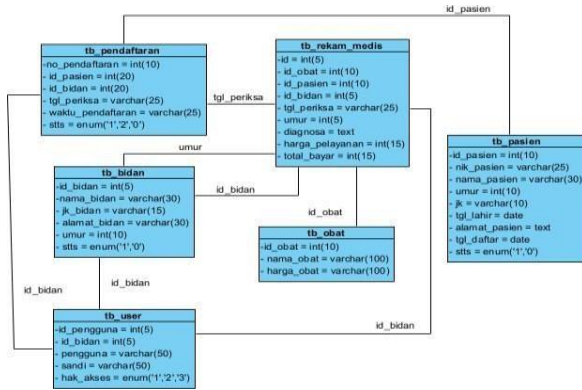 id_pasien
tb_pendaftaran
-no_pendaftaran = int(10)
- id_pasien = int(20)
- id_bidan = int(20)
- tgl_periksa = varchar(25)
- waktu_pendaftaran = varchar(25)
- stts = enum('1','2','0')
tgl_periksa
tb_rekam_medis
-id = int(5)
- id_obat = int(10)
- id_pasien = int(10)
- id_bidan = int(5)
- tgl_periksa = varchar(25)
- umur = int(5)
- diagnosa = text
- harga_pelayanan = int(15)
- total_bayar = int(15)
umur
tb_bidan
-id_bidan = int(5)
-nama_bidan = varchar(30)
- jk_bidan = varchar(15)
- alamat_bidan = varchar(30)
- umur = int(10)
- stts = enum('1','0')
id_bidan
id_obat
tb_pasien
-id_pasien = int(10)
- nik_pasien = varchar(25)
- nama_pasien = varchar(30)
- umur = int(10)
- jk = varchar(10)
- tgl_lahir = date
- alamat_pasien = text
- tgl_daftar = date
- stts = enum('1','0')
tb_obat
-id_obat = int(10)
- nama_obat = varchar(100)
- harga_obat = varchar(100)
id_bidan
id_bidan
tb_user
-id_pengguna = int(5)
- id_bidan = int(5)
- pengguna = varchar(50)
- sandi = varchar(50)
- hak_akses = enum('1','2','3')
id_bidan